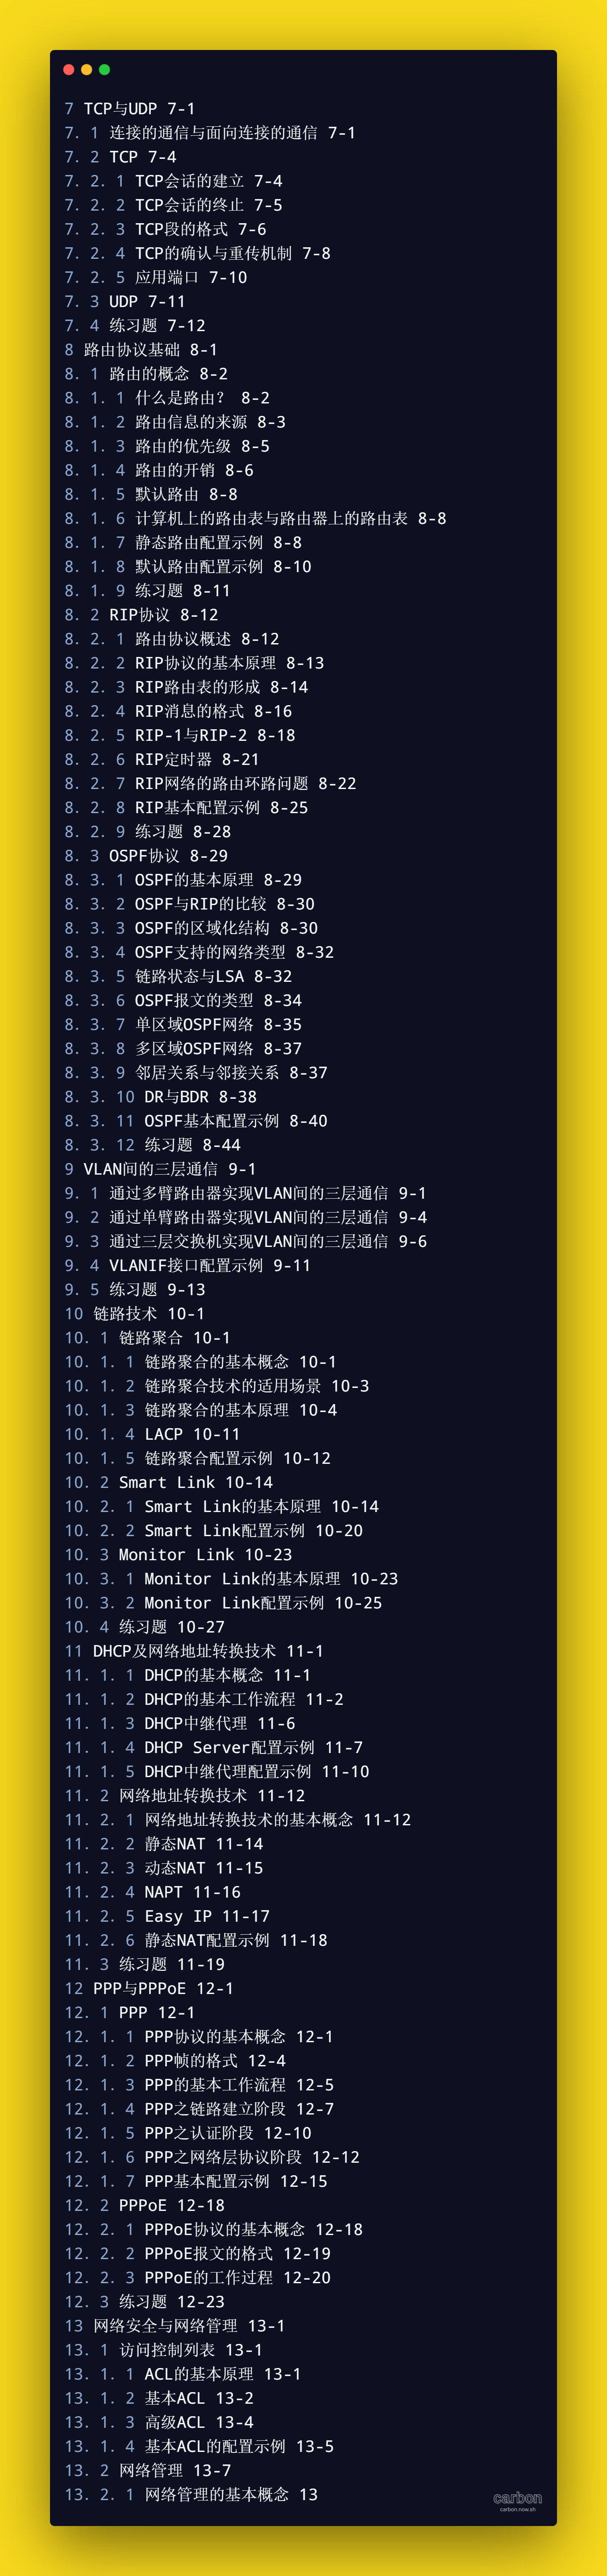 7 TCP与UDP 7-1
7. 1 连接的通信与面向连接的通信 7-1
7. 2 TCP 7-4
7. 2. 1 TCP会话的建立 7-4
7. 2. 2 TCP会话的终止 7-5
7. 2. 3 TCP段的格式 7-6
7. 2. 4 TCP的确认与重传机制 7-8
7. 2. 5 应用端口 7-10
7. 3 UDP 7-11
7. 4 练习题 7-12
8 路由协议基础 8-1
8. 1 路由的概念 8-2
8. 1. 1 什么是路由？ 8-2
8. 1. 2 路由信息的来源 8-3
8. 1. 3 路由的优先级 8-5
8. 1. 4 路由的开销 8-6
8. 1. 5 默认路由 8-8
8. 1. 6 计算机上的路由表与路由器上的路由表 8-8
8. 1. 7 静态路由配置示例 8-8
8. 1. 8 默认路由配置示例 8-10
8. 1. 9 练习题 8-11
8. 2 RIP协议 8-12
8. 2. 1 路由协议概述 8-12
8. 2. 2 RIP协议的基本原理 8-13
8. 2. 3 RIP路由表的形成 8-14
8. 2. 4 RIP消息的格式 8-16
8. 2. 5 RIP-1与RIP-2 8-18
8. 2. 6 RIP定时器 8-21
8. 2. 7 RIP网络的路由环路问题 8-22
8. 2. 8 RIP基本配置示例 8-25
8. 2. 9 练习题 8-28
8. 3 OSPF协议 8-29
8. 3. 1 OSPF的基本原理 8-29
8. 3. 2 OSPF与RIP的比较 8-30
8. 3. 3 OSPF的区域化结构 8-30
8. 3. 4 OSPF支持的网络类型 8-32
8. 3. 5 链路状态与LSA 8-32
8. 3. 6 OSPF报文的类型 8-34
8. 3. 7 单区域OSPF网络 8-35
8. 3. 8 多区域OSPF网络 8-37
8. 3. 9 邻居关系与邻接关系 8-37
8. 3. 10 DR与BDR 8-38
8. 3. 11 OSPF基本配置示例 8-40
8. 3. 12 练习题 8-44
9 VLAN间的三层通信 9-1
9. 1 通过多臂路由器实现VLAN间的三层通信 9-1
9. 2 通过单臂路由器实现VLAN间的三层通信 9-4
9. 3 通过三层交换机实现VLAN间的三层通信 9-6
9. 4 VLANIF接口配置示例 9-11
9. 5 练习题 9-13
10 链路技术 10-1
10. 1 链路聚合 10-1
10. 1. 1 链路聚合的基本概念 10-1
10. 1. 2 链路聚合技术的适用场景 10-3
10. 1. 3 链路聚合的基本原理 10-4
10. 1. 4 LACP 10-11
10. 1. 5 链路聚合配置示例 10-12
10. 2 Smart Link 10-14
10. 2. 1 Smart Link的基本原理 10-14
10. 2. 2 Smart Link配置示例 10-20
10. 3 Monitor Link 10-23
10. 3. 1 Monitor Link的基本原理 10-23
10. 3. 2 Monitor Link配置示例 10-25
10. 4 练习题 10-27
11 DHCP及网络地址转换技术 11-1
11. 1. 1 DHCP的基本概念 11-1
11. 1. 2 DHCP的基本工作流程 11-2
11. 1. 3 DHCP中继代理 11-6
11. 1. 4 DHCP Server配置示例 11-7
11. 1. 5 DHCP中继代理配置示例 11-10
11. 2 网络地址转换技术 11-12
11. 2. 1 网络地址转换技术的基本概念 11-12
11. 2. 2 静态NAT 11-14
11. 2. 3 动态NAT 11-15
11. 2. 4 NAPT 11-16
11. 2. 5 Easy IP 11-17
11. 2. 6 静态NAT配置示例 11-18
11. 3 练习题 11-19
12 PPP与PPPoE 12-1
12. 1 PPP 12-1
12. 1. 1 PPP协议的基本概念 12-1
12. 1. 2 PPP帧的格式 12-4
12. 1. 3 PPP的基本工作流程 12-5
12. 1. 4 PPP之链路建立阶段 12-7
12. 1. 5 PPP之认证阶段 12-10
12. 1. 6 PPP之网络层协议阶段 12-12
12. 1. 7 PPP基本配置示例 12-15
12. 2 PPPoE 12-18
12. 2. 1 PPPoE协议的基本概念 12-18
12. 2. 2 PPPoE报文的格式 12-19
12. 2. 3 PPPoE的工作过程 12-20
12. 3 练习题 12-23
13 网络安全与网络管理 13-1
13. 1 访问控制列表 13-1
13. 1. 1 ACL的基本原理 13-1
13. 1. 2 基本ACL 13-2
13. 1. 3 高级ACL 13-4
13. 1. 4 基本ACL的配置示例 13-5
13. 2 网络管理 13-7
13. 2. 1 网络管理的基本概念 13
carbon
carbon.now.sh